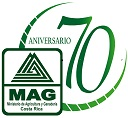 ANIVERSARIO
70
MAG
Ministerio de Agricultura y Ganadería
Costa Rica